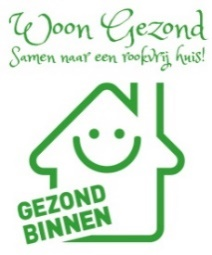 Woon Gezond
Samen naar een rookvrij huis!
GEZOND
BINNEN